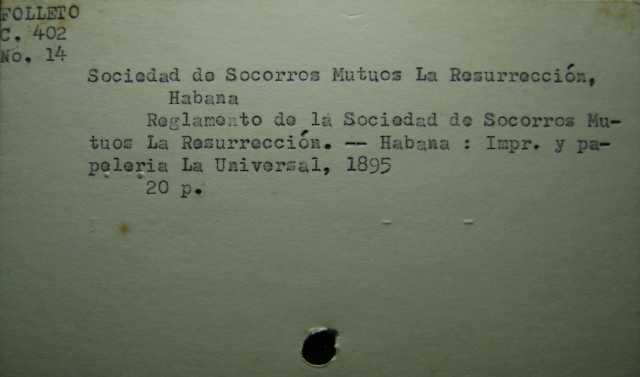 FOLLETO
C. 402
No. 14
Sociedad de Socorros Mutuos La Resurrección,
Habana
Reglamento de la Sociedad de Socorros Mu-
tuos La Resurrección. -- Habana : Impr. y pa-
peleria La Universal, 1895
20 p.